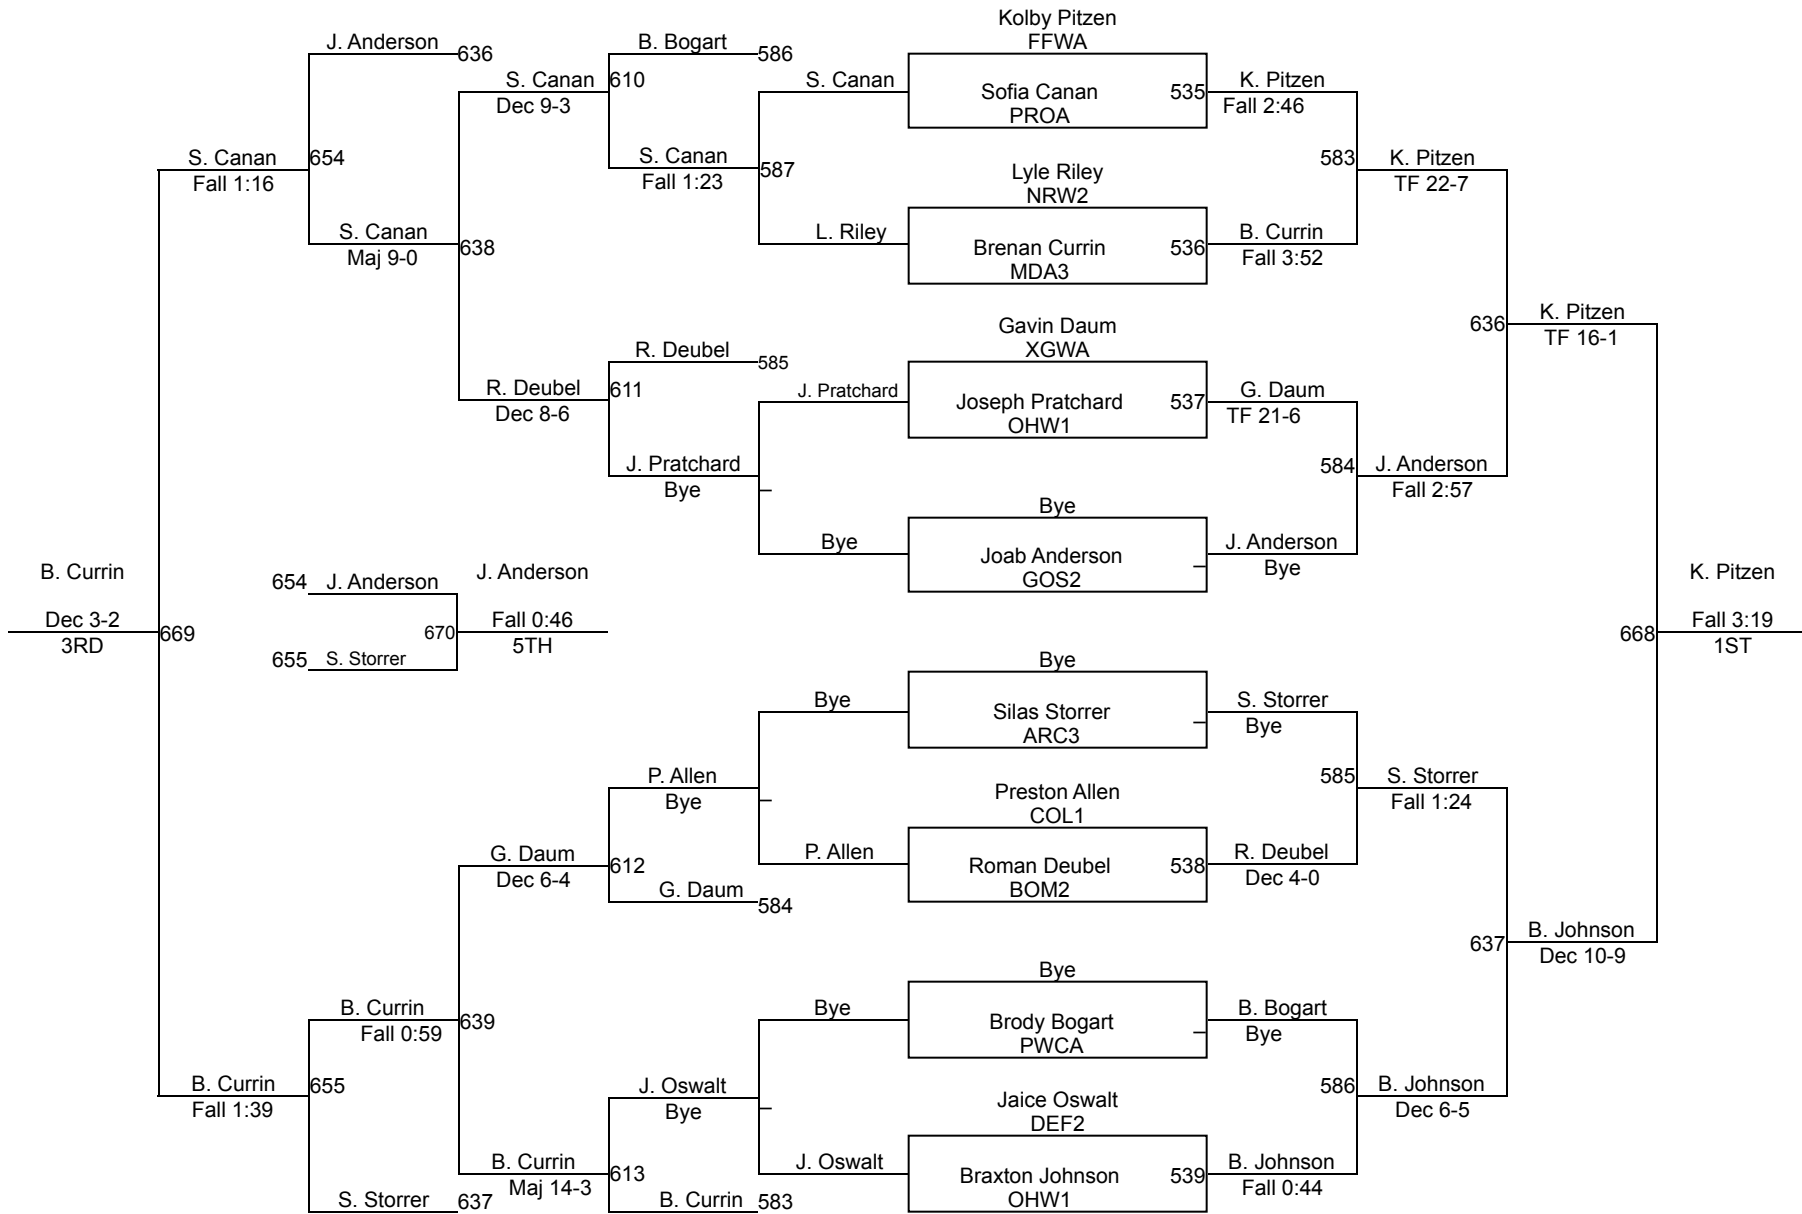 Kolby Pitzen
J. Anderson 636 B. Bogart 586 FFWA
S. Canan 610 S. Canan Sofia Canan 535 K. Pitzen
Dec 9-3 PROA Fall 2:46
S. Canan 654 S. Canan 587 583 K. Pitzen
Fall 1:16 Fall 1:23 Lyle Riley TF 22-7
NRW2
S. Canan 638 L. Riley Brenan Currin 536 B. Currin
Maj 9-0 MDA3 Fall 3:52
K. Pitzen
Gavin Daum 636
XGWA TF 16-1
R. Deubel 585
R. Deubel 611 J. Pratchard Joseph Pratchard 537 G. Daum
Dec 8-6 OHW1 TF 21-6
J. Pratchard 584 J. Anderson
Bye Fall 2:57
Bye
Bye Joab Anderson J. Anderson
B. Currin 654 J. Anderson J. Anderson GOS2 Bye K. Pitzen
Dec 3-2 669 670 Fall 0:46 668 Fall 3:19
3RD 655 S. Storrer 5TH Bye 1ST
Bye Silas Storrer S. Storrer
ARC3 Bye
P. Allen 585 S. Storrer
Bye Preston Allen Fall 1:24
COL1
G. Daum 612 P. Allen Roman Deubel 538 R. Deubel
Dec 6-4 BOM2 Dec 4-0
G. Daum 584
637 B. Johnson
Dec 10-9
Bye
B. Currin 639 Bye Brody Bogart B. Bogart
Fall 0:59 PWCA Bye
B. Currin 655 J. Oswalt 586 B. Johnson
Fall 1:39 Bye Jaice Oswalt Dec 6-5
DEF2
B. Currin 613 J. Oswalt Braxton Johnson 539 B. Johnson
Maj 14-3 OHW1 Fall 0:44
S. Storrer 637 B. Currin 583